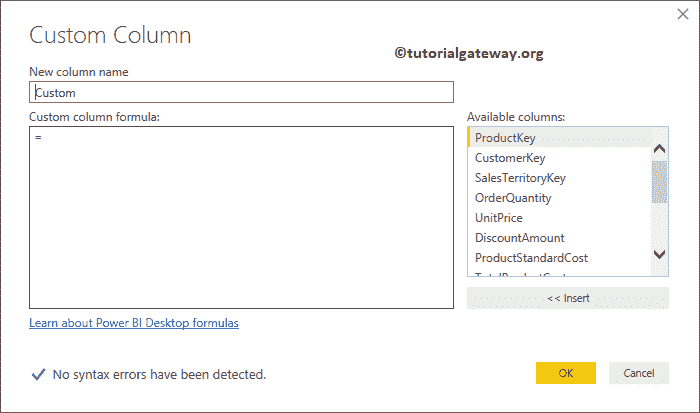 Custom Column
©tutorialgateway.org
New column name
Custom
Custom column formula:
=
Available columns:
ProductKey
CustomerKey
SalesTerritoryKey
OrderQuantity
UnitPrice
DiscountAmount
ProductStandardCost
<< Insert
Learn about Power BI Desktop formulas
No syntax errors have been detected.
OK
Cancel